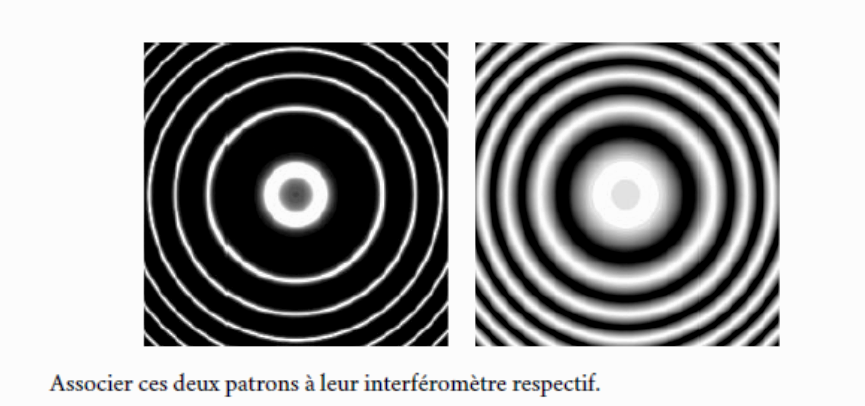 Associer ces deux patrons à leur interféromètre respectif.